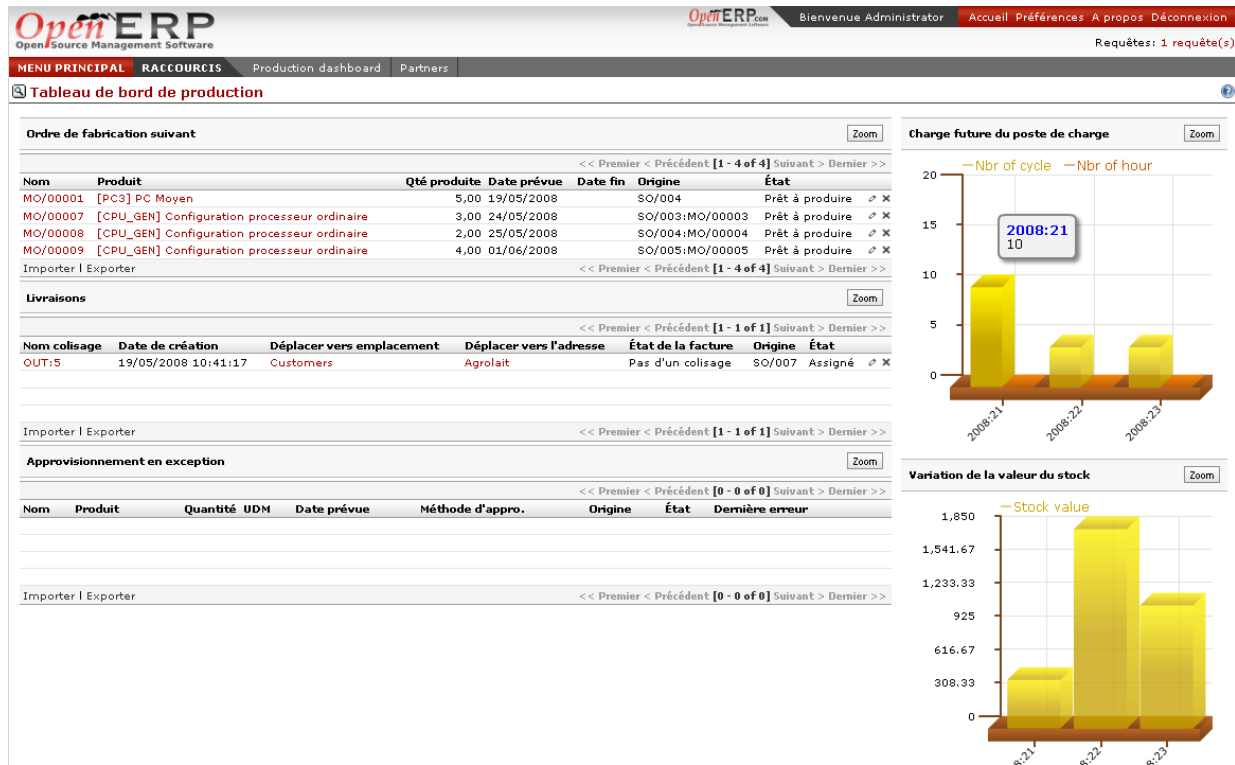 Open ERP
Open Source Management Software
Open ERP.com
Bienvenue Administrator
Accueil Préférences A propos Déconnexion
Requêtes: 1 requête(s)
MENU PRINCIPAL RACCOURCIS Production dashboard Partners
Tableau de bord de production
Ordre de fabrication suivant Zoom
<< Premier < Précédent [1 - 4 of 4] Suivant > Dernier >>
Nom Produit Qté produite Date prévue Date fin Origine État
MO/00001 [PC3] PC Moyen 5,00 19/05/2008 SO/004 Prêt à produire
MO/00007 [CPU_GEN] Configuration processeur ordinaire 3,00 24/05/2008 SO/003:MO/00003 Prêt à produire
MO/00008 [CPU_GEN] Configuration processeur ordinaire 2,00 25/05/2008 SO/004:MO/00004 Prêt à produire
MO/00009 [CPU_GEN] Configuration processeur ordinaire 4,00 01/06/2008 SO/005:MO/00005 Prêt à produire
Importer | Exporter << Premier < Précédent [1 - 4 of 4] Suivant > Dernier >>
Livraisons Zoom
<< Premier < Précédent [1 - 1 of 1] Suivant > Dernier >>
Nom colisage Date de création Déplacer vers emplacement Déplacer vers l'adresse État de la facture Origine État
OUT:5 19/05/2008 10:41:17 Customers Agrolait Pas d'un colisage SO/007 Assigné
Importer | Exporter << Premier < Précédent [1 - 1 of 1] Suivant > Dernier >>
Approvisionnement en exception Zoom
<< Premier < Précédent [0 - 0 of 0] Suivant > Dernier >>
Nom Produit Quantité UDM Date prévue Méthode d'appro. Origine État Dernière erreur
Importer | Exporter << Premier < Précédent [0 - 0 of 0] Suivant > Dernier >>
Charge future du poste de charge Zoom
Nbr of cycle Nbr of hour
20
15
10
5
0
2008:21
10
2008:21 2008:22 2008:23
Variation de la valeur du stock Zoom
Stock value
1,850
1,541.67
1,233.33
925
616.67
308.33
0
8:21 8:22 8:23